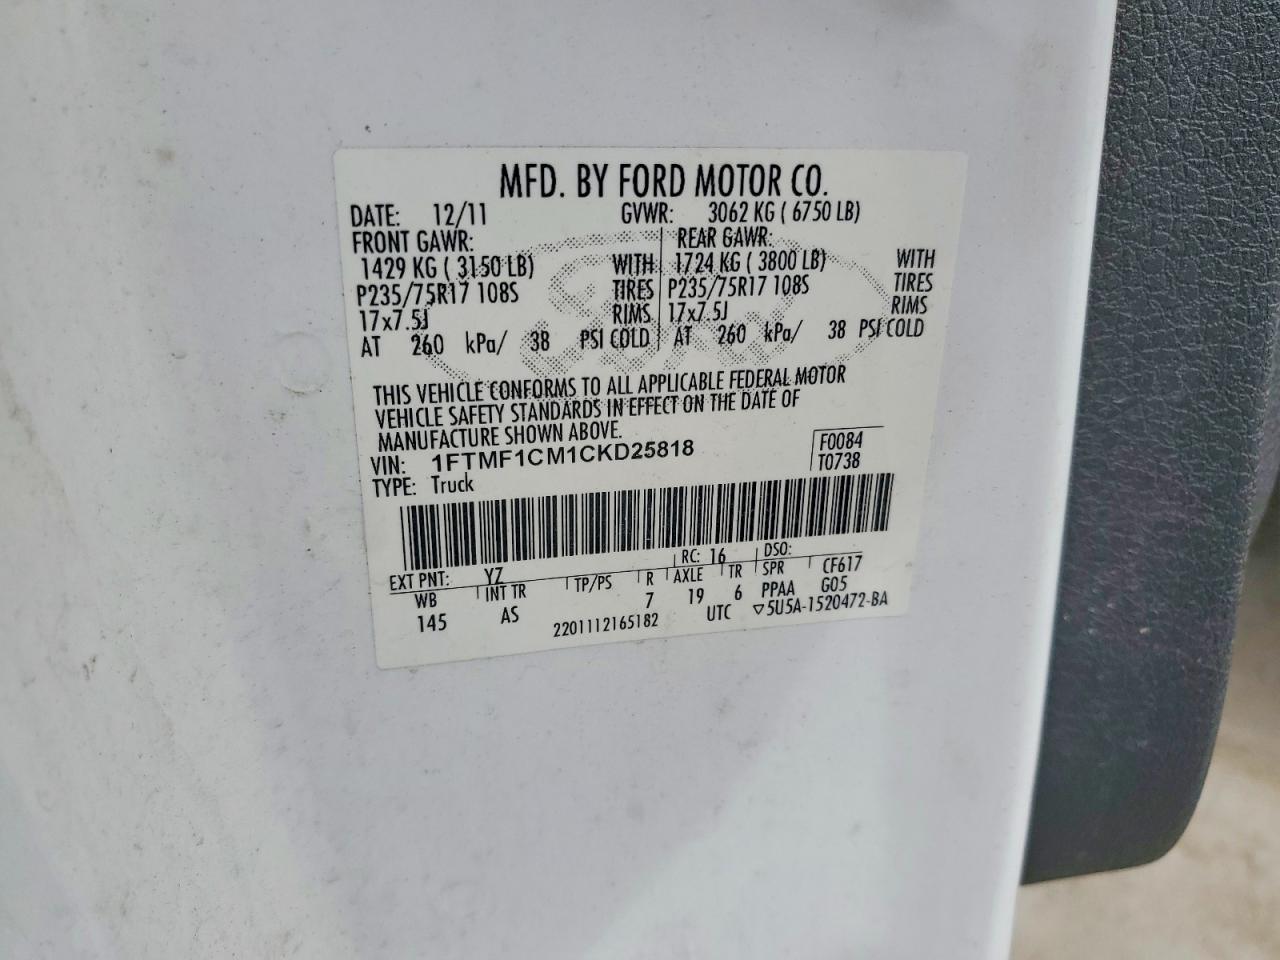 MFD. BY FORD MOTOR CO.
DATE: 12/11 GVWR: 3062 KG ( 6750 LB)
FRONT GAWR: REAR GAWR:
1429 KG ( 3150 LB) WITH 1724 KG ( 3800 LB) WITH
P235/75R17 108S TIRES P235/75R17 108S TIRES
17x7.5J RIMS 17x7.5J RIMS
AT 260 kPa/ 38 PSI COLD AT 260 kPa/ 38 PSI COLD
THIS VEHICLE CONFORMS TO ALL APPLICABLE FEDERAL MOTOR
VEHICLE SAFETY STANDARDS IN EFFECT ON THE DATE OF
MANUFACTURE SHOWN ABOVE.
VIN: 1FTMF1CM1CKD25818 F0084
TYPE: Truck T0738
EXT PNT: YZ RC: 16 DSO:
WB INT TR TP/PS R AXLE TR SPR CF617
145 AS 7 19 6 PPAA G05
2201112165182 UTC ▽5U5A-1520472-BA